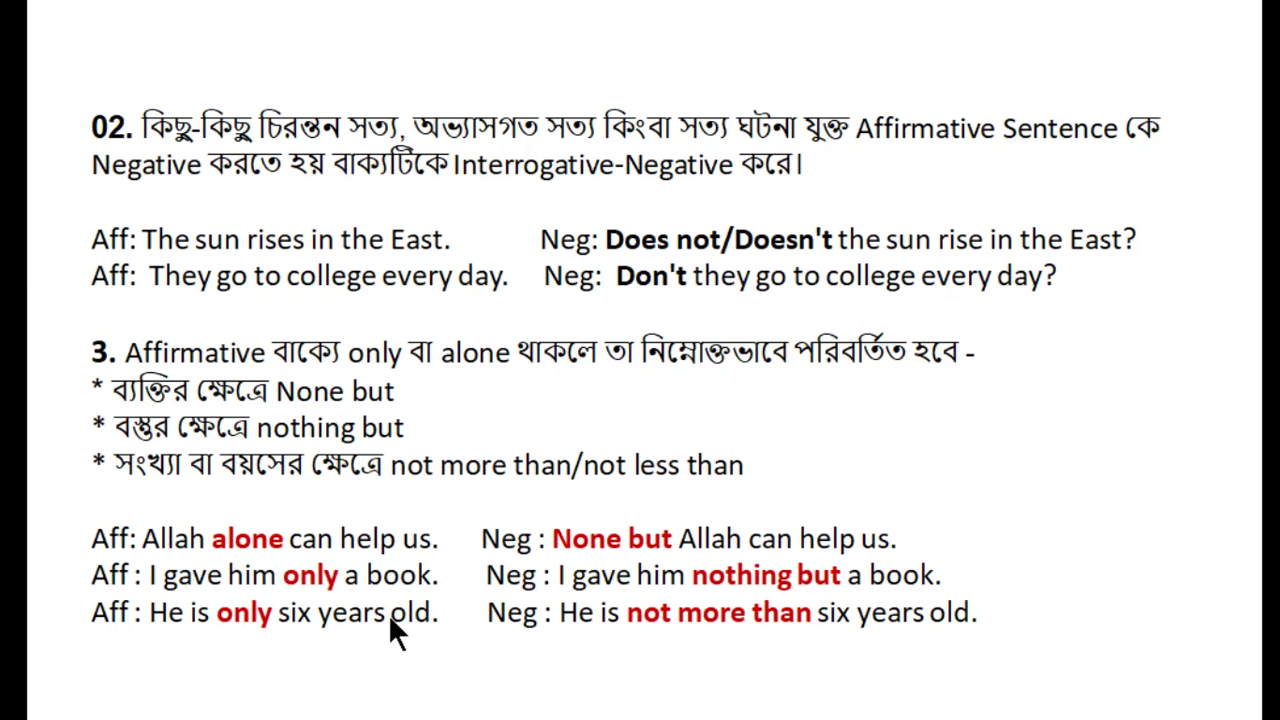 02. কিছু-কিছু চিরন্তন সত্য, অভ্যাসগত সত্য কিংবা সত্য ঘটনা যুক্ত Affirmative Sentence কে
Negative করতে হয় বাক্যটিকে Interrogative-Negative করে।
Aff: The sun rises in the East. Neg: Does not/Doesn't the sun rise in the East?
Aff: They go to college every day. Neg: Don't they go to college every day?
3. Affirmative বাক্যে only বা alone থাকলে তা নিম্নোক্তভাবে পরিবর্তিত হবে -
* ব্যক্তির ক্ষেত্রে None but
* বস্তুর ক্ষেত্রে nothing but
* সংখ্যা বা বয়সের ক্ষেত্রে not more than/not less than
Aff: Allah alone can help us. Neg : None but Allah can help us.
Aff : I gave him only a book. Neg : I gave him nothing but a book.
Aff : He is only six years old. Neg : He is not more than six years old.